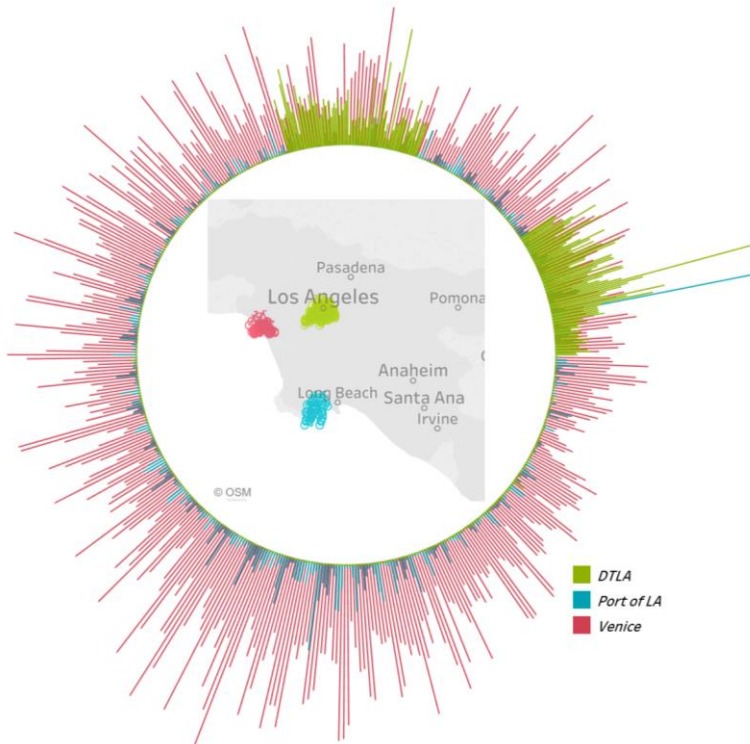 Pasadena
Los Angeles
Pomona
Anaheim
Long Beach
Santa Ana
Irvine
© OSM
DTLA
Port of LA
Venice